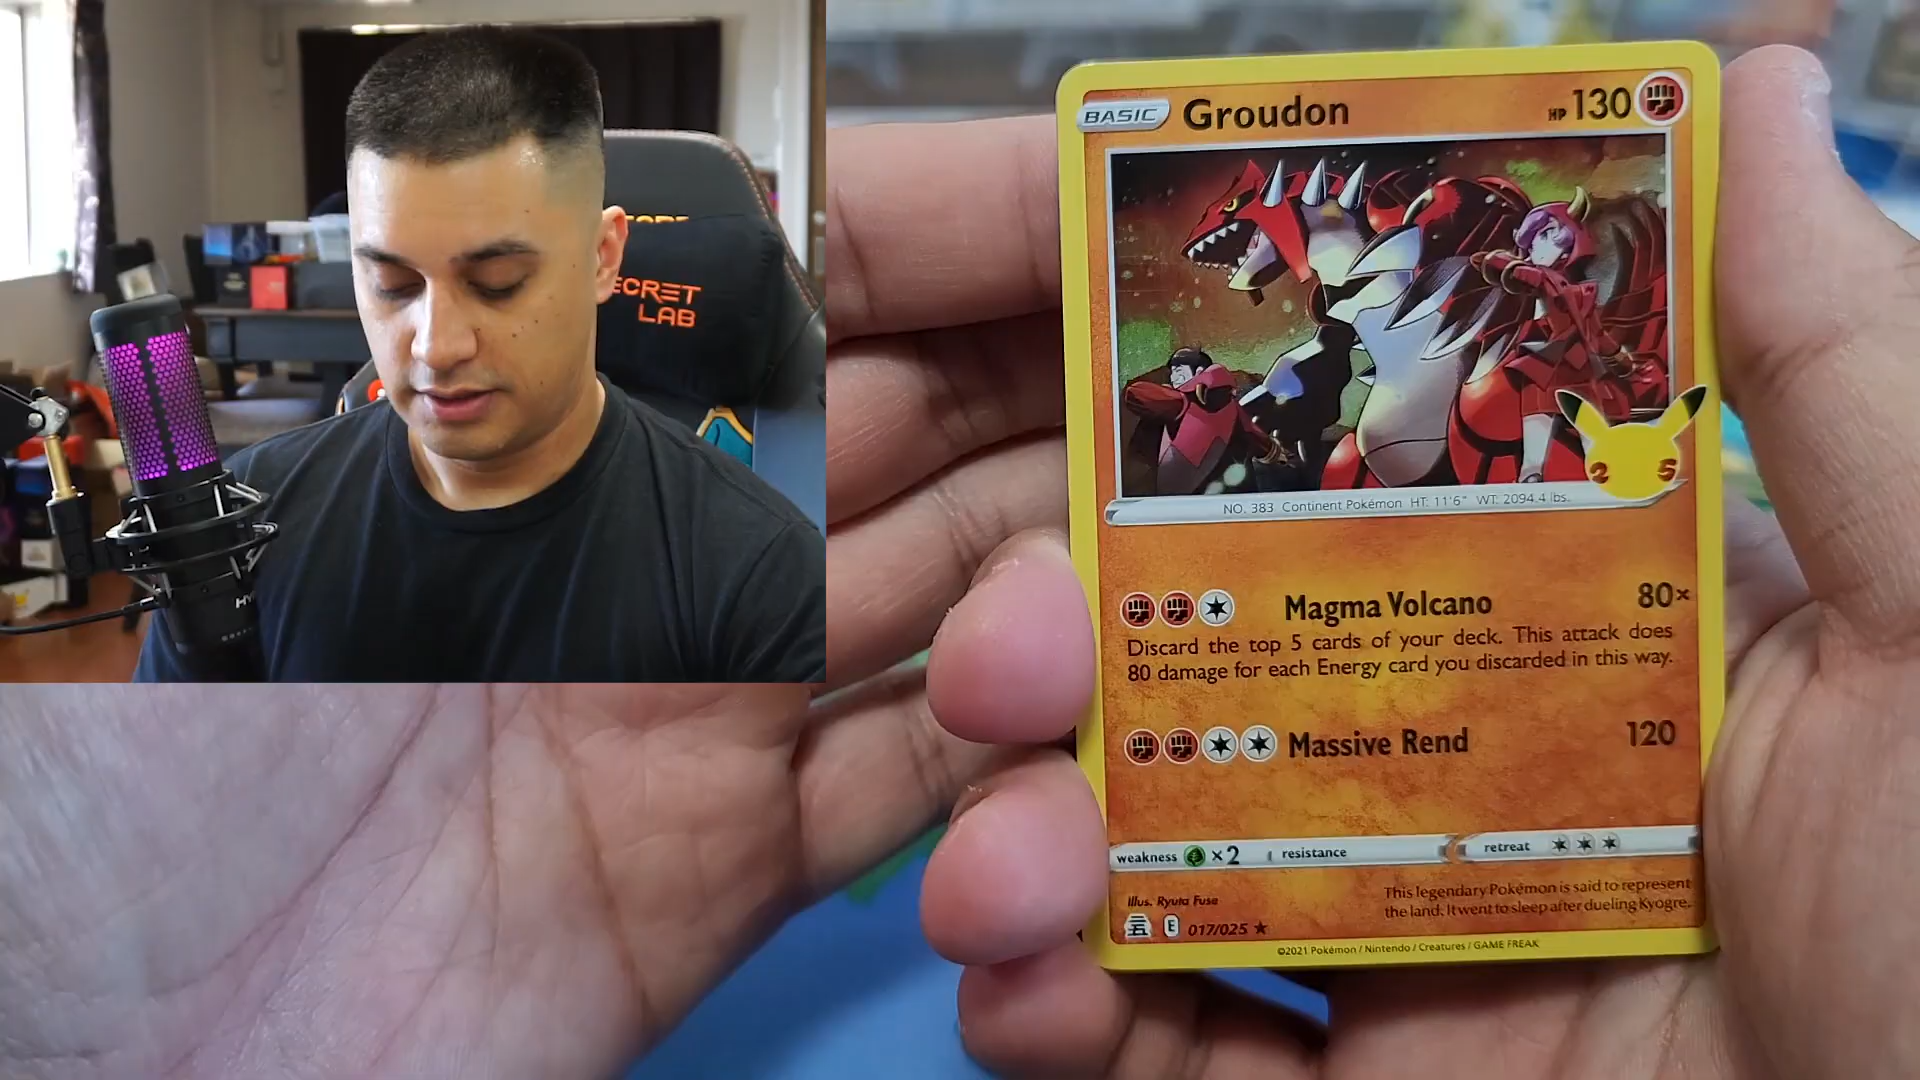 ECRET
LAB
BASIC Groudon HP 130
25
NO. 383 Continent Pokémon HT: 11'6" WT: 2094.4 lbs.
Magma Volcano 80×
Discard the top 5 cards of your deck. This attack does
80 damage for each Energy card you discarded in this way.
Massive Rend 120
weakness ×2 resistance retreat
This legendary Pokémon is said to represent
the land. It went to sleep after dueling Kyogre.
Illus. Ryuta Fuse
E 017/025
©2021 Pokémon / Nintendo / Creatures / GAME FREAK